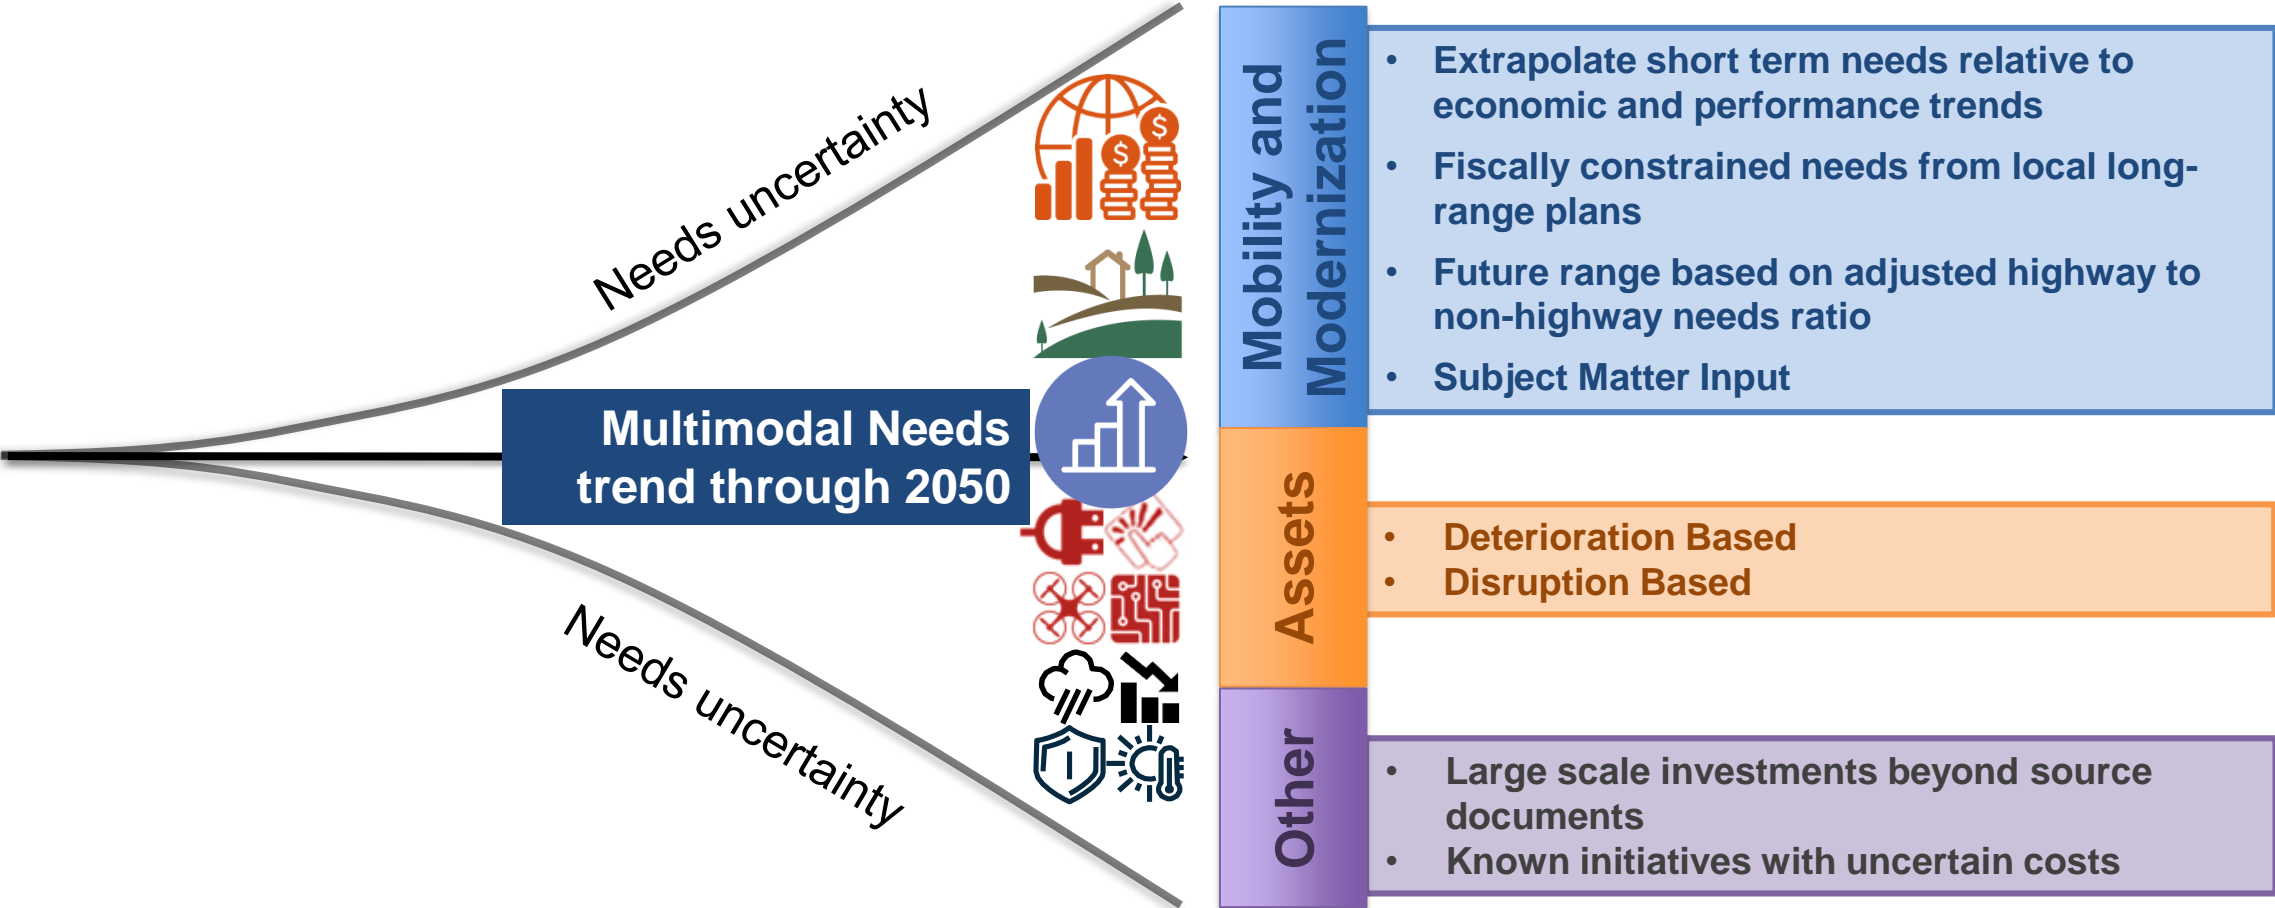 Needs uncertainty
Multimodal Needs
trend through 2050
Needs uncertainty
$
$
Mobility and
Modernization
• Extrapolate short term needs relative to
economic and performance trends
• Fiscally constrained needs from local long-
range plans
• Future range based on adjusted highway to
non-highway needs ratio
• Subject Matter Input
Assets
• Deterioration Based
• Disruption Based
Other
• Large scale investments beyond source
documents
• Known initiatives with uncertain costs